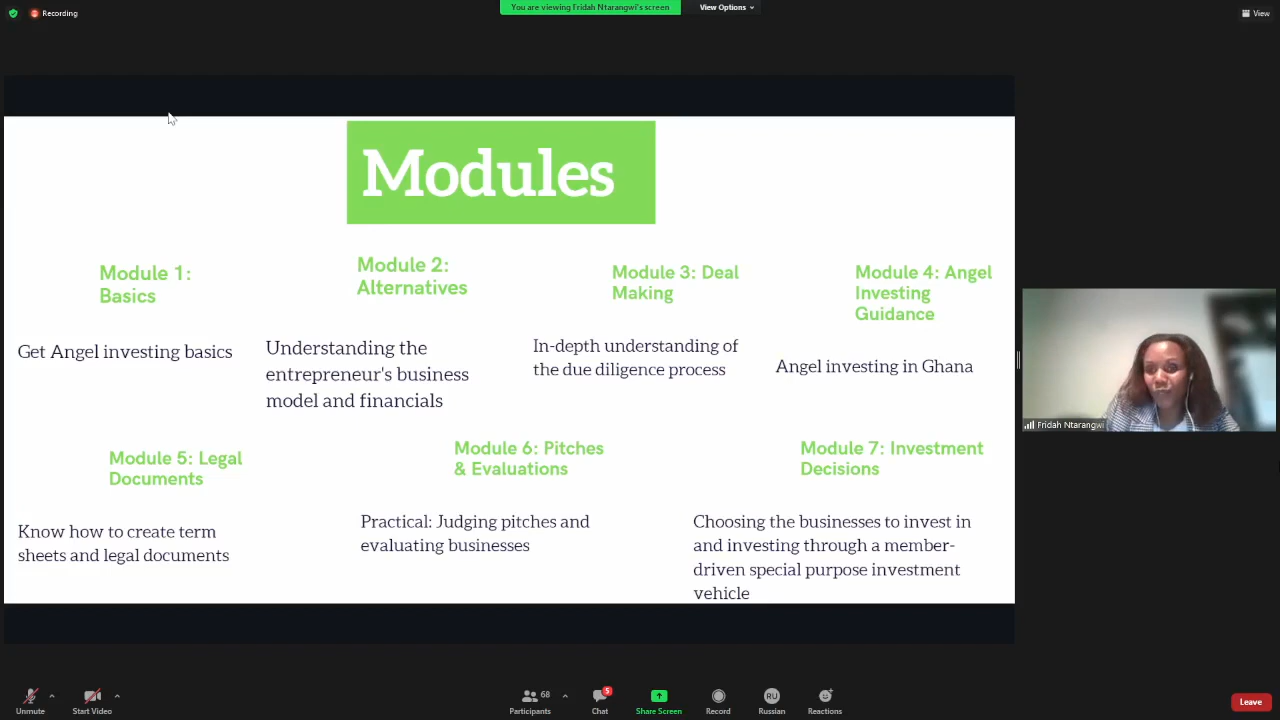 Recording
You are viewing Fridah Ntarangwi's screen
View Options
View
Modules
Module 1:
Basics
Get Angel investing basics
Module 2:
Alternatives
Understanding the
entrepreneur's business
model and financials
Module 3: Deal
Making
In-depth understanding of
the due diligence process
Module 4: Angel
Investing
Guidance
Angel investing in Ghana
Module 5: Legal
Documents
Know how to create term
sheets and legal documents
Module 6: Pitches
& Evaluations
Practical: Judging pitches and
evaluating businesses
Module 7: Investment
Decisions
Choosing the businesses to invest in
and investing through a member-
driven special purpose investment
vehicle
Fridah Ntarangwi
Unmute
Start Video
68
Participants
5
Chat
Share Screen
Record
RU
Russian
Reactions
Leave